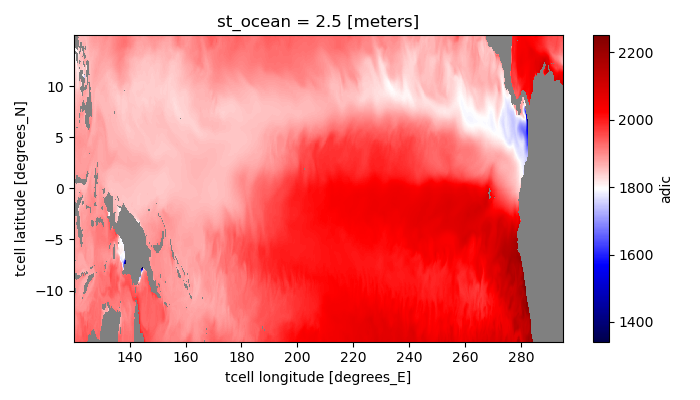 st_ocean = 2.5 [meters]
10
5
0
−5
−10
tcell latitude [degrees_N]
140 160 180 200 220 240 260 280
tcell longitude [degrees_E]
2200
2000
1800
1600
1400
adic